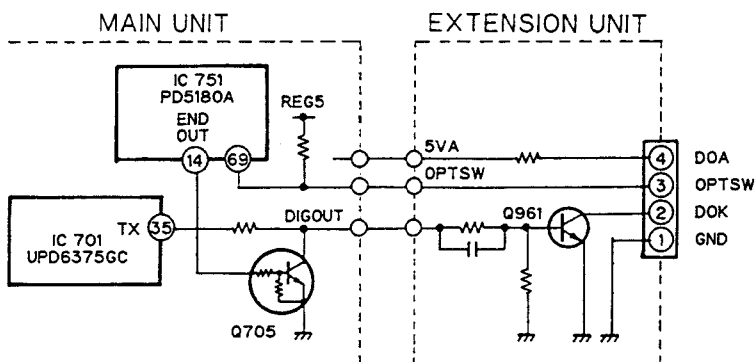 MAIN UNIT
EXTENSION UNIT
IC 751
PD5180A
END
OUT
14
69
REG5
5VA
OPTSW
4
DOA
3
OPTSW
2
DOK
1
GND
TX
35
IC 701
UPD6375GC
DIGOUT
Q961
Q705